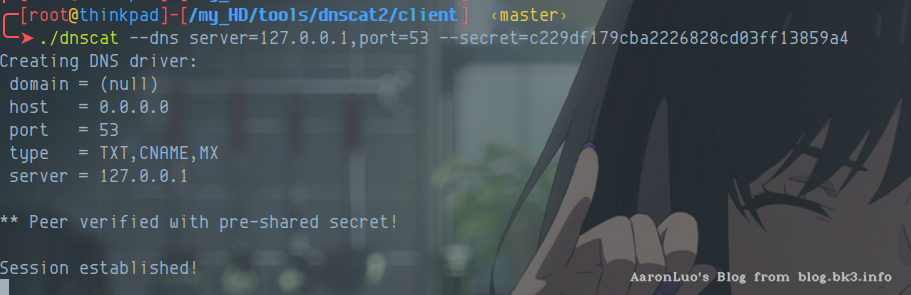 [root@thinkpad]-[/my_HD/tools/dnscat2/client] ‹master›
./dnscat --dns server=127.0.0.1,port=53 --secret=c229df179cba2226828cd03ff13859a4
Creating DNS driver:
domain = (null)
host   = 0.0.0.0
port   = 53
type   = TXT,CNAME,MX
server = 127.0.0.1
** Peer verified with pre-shared secret!
Session established!
AaronLuo's Blog from blog.bk3.info